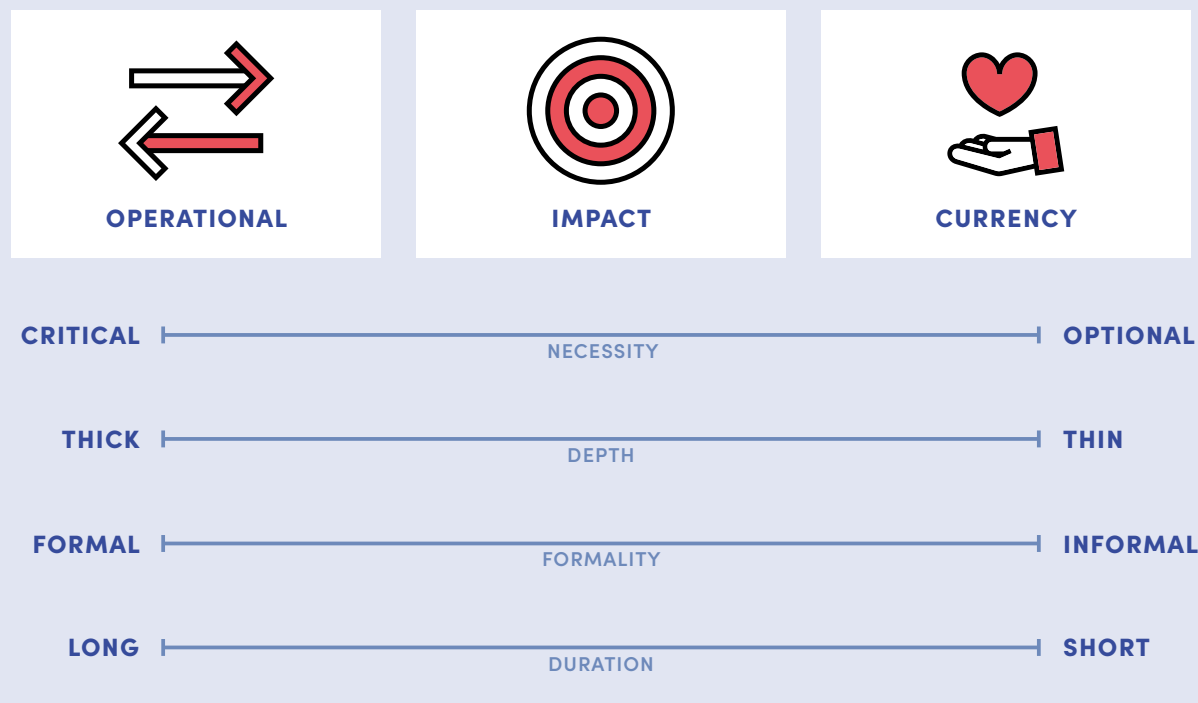 OPERATIONAL
IMPACT
CURRENCY
CRITICAL
NECESSITY
OPTIONAL
THICK
DEPTH
THIN
FORMAL
FORMALITY
INFORMAL
LONG
DURATION
SHORT